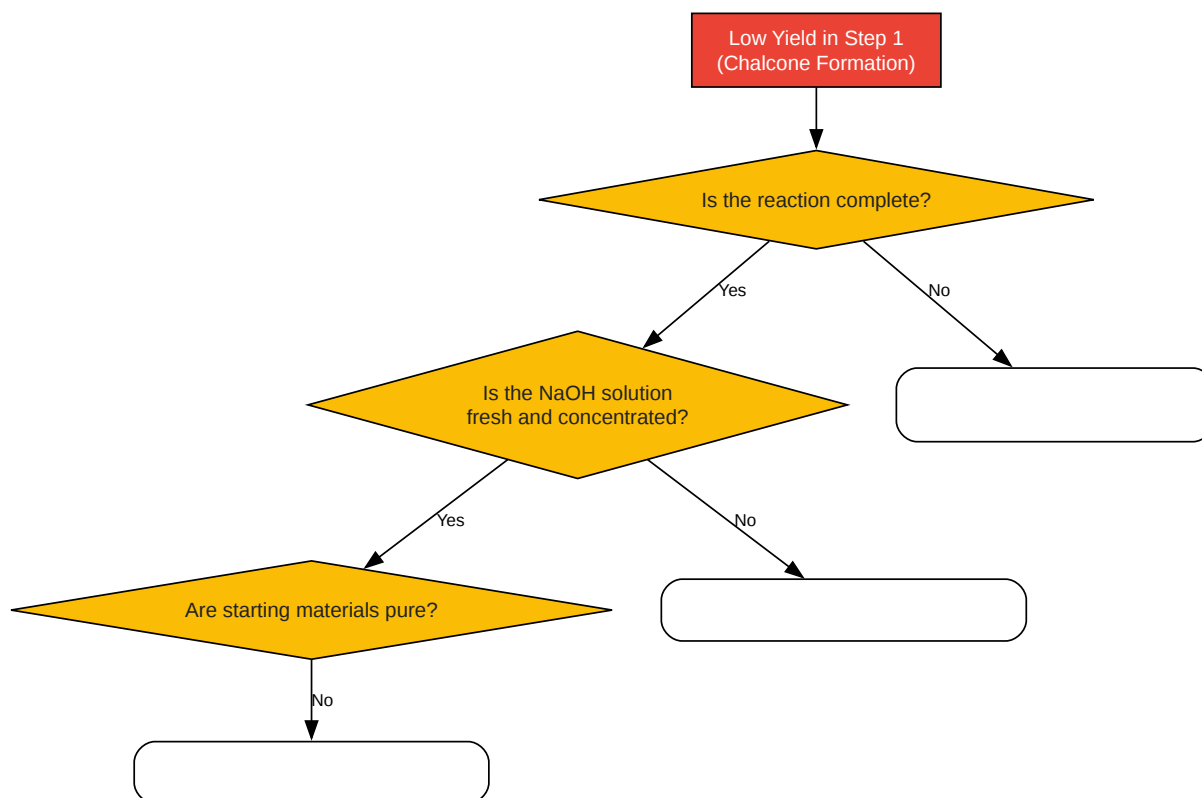 Low Yield in Step 1
(Chalcone Formation)
Is the reaction complete?
Yes
No
Is the NaOH solution
fresh and concentrated?
Yes
No
Are starting materials pure?
No